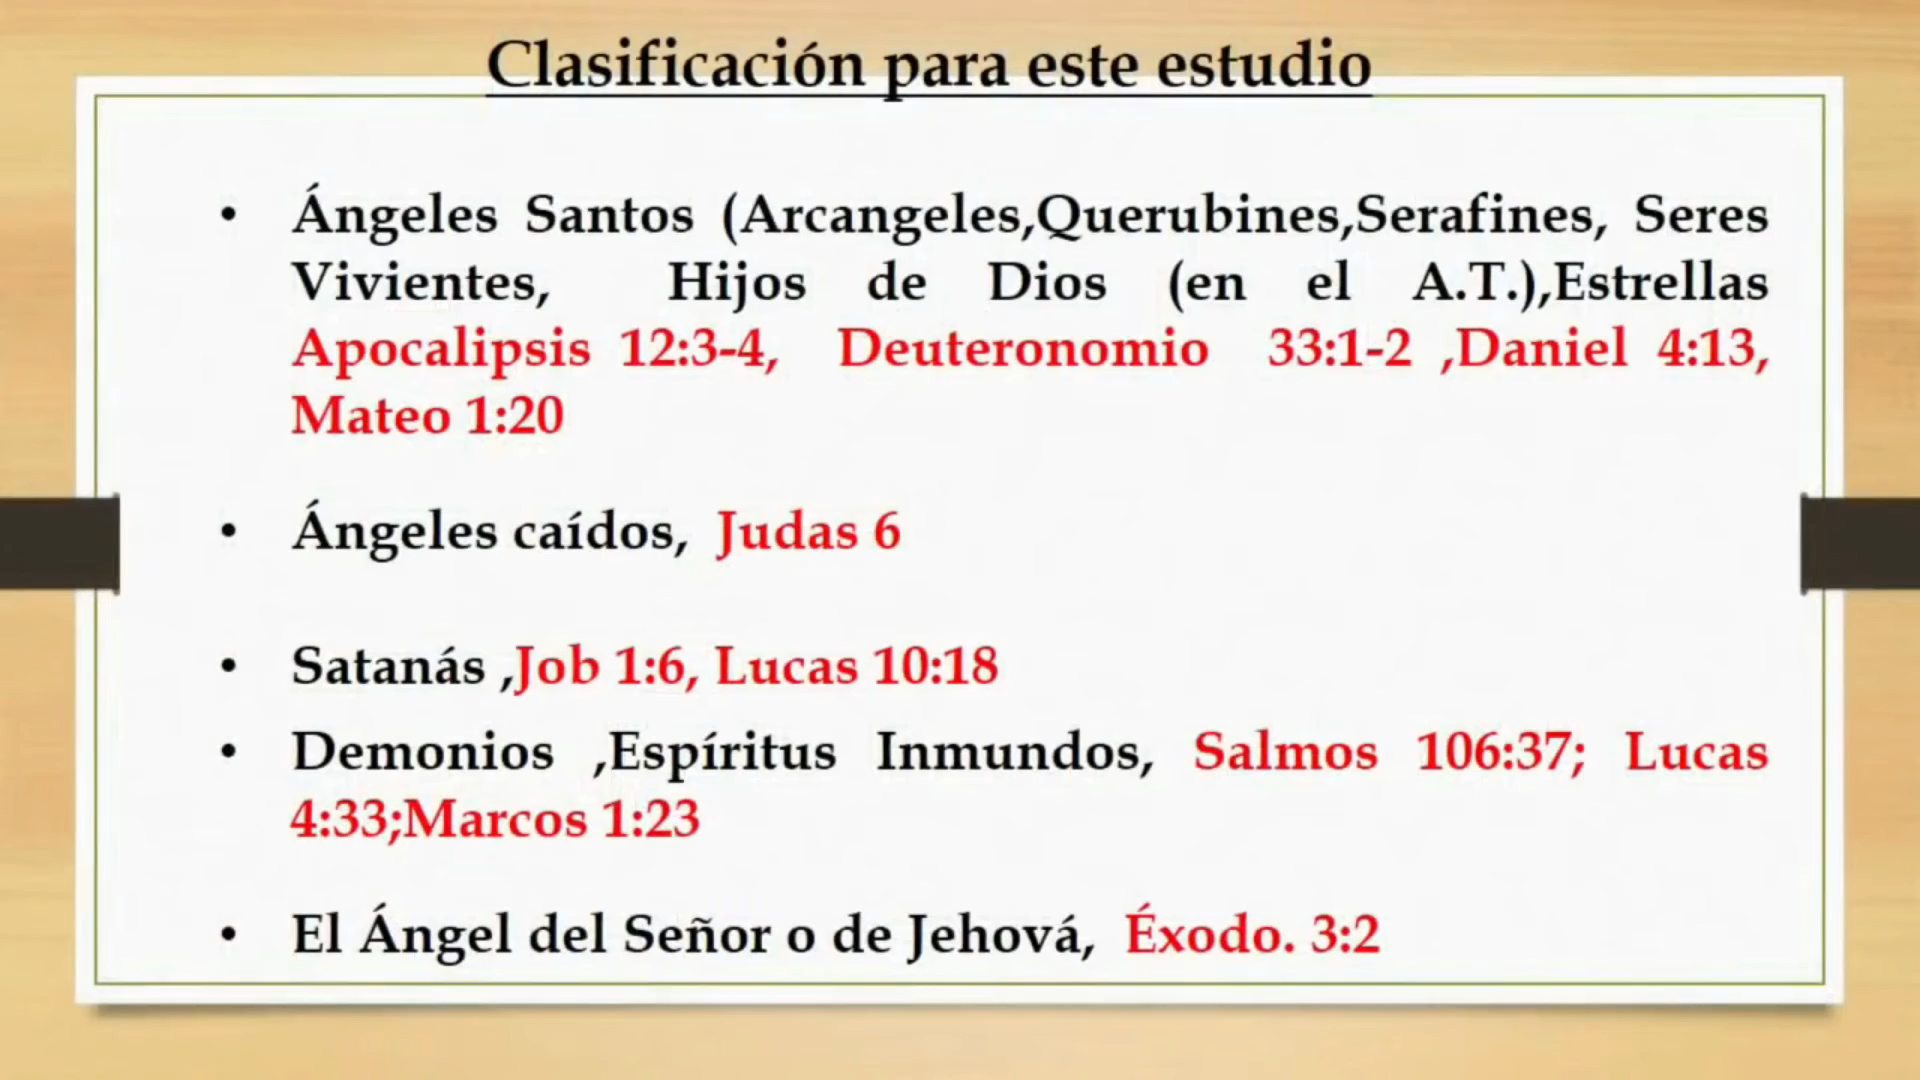 Clasificación para este estudio
• Ángeles Santos (Arcangeles,Querubines,Serafines, Seres
Vivientes, Hijos de Dios (en el A.T.),Estrellas
Apocalipsis 12:3-4, Deuteronomio 33:1-2 ,Daniel 4:13,
Mateo 1:20
• Ángeles caídos, Judas 6
• Satanás ,Job 1:6, Lucas 10:18
• Demonios ,Espíritus Inmundos, Salmos 106:37; Lucas
4:33;Marcos 1:23
• El Ángel del Señor o de Jehová, Éxodo. 3:2